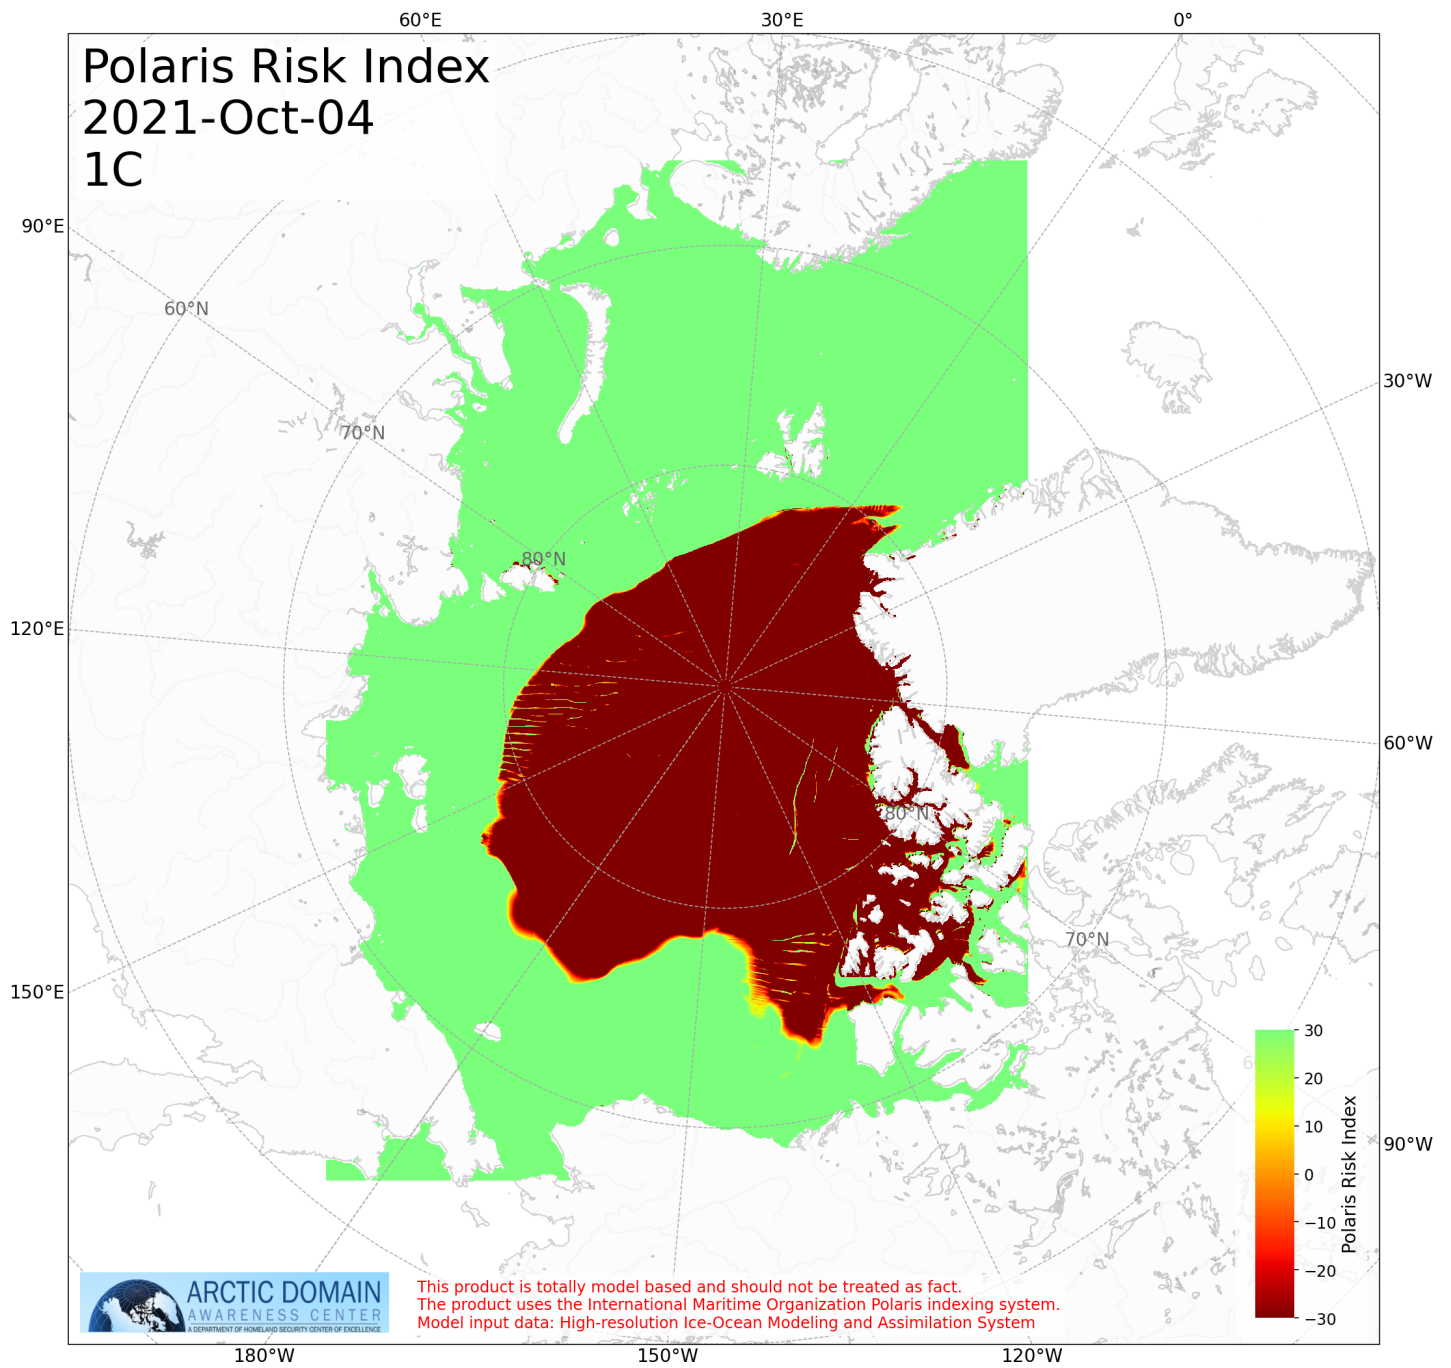 60°E 30°E 0°
Polaris Risk Index
2021-Oct-04
1C
90°E
60°N
30°W
70°N
80°N
120°E
60°W
80°N
70°N
150°E
30
20
10
0
−10
−20
−30
Polaris Risk Index
90°W
ARCTIC DOMAIN
AWARENESS CENTER
A DEPARTMENT OF HOMELAND SECURITY CENTER OF EXCELLENCE
This product is totally model based and should not be treated as fact.
The product uses the International Maritime Organization Polaris indexing system.
Model input data: High-resolution Ice-Ocean Modeling and Assimilation System
180°W 150°W 120°W